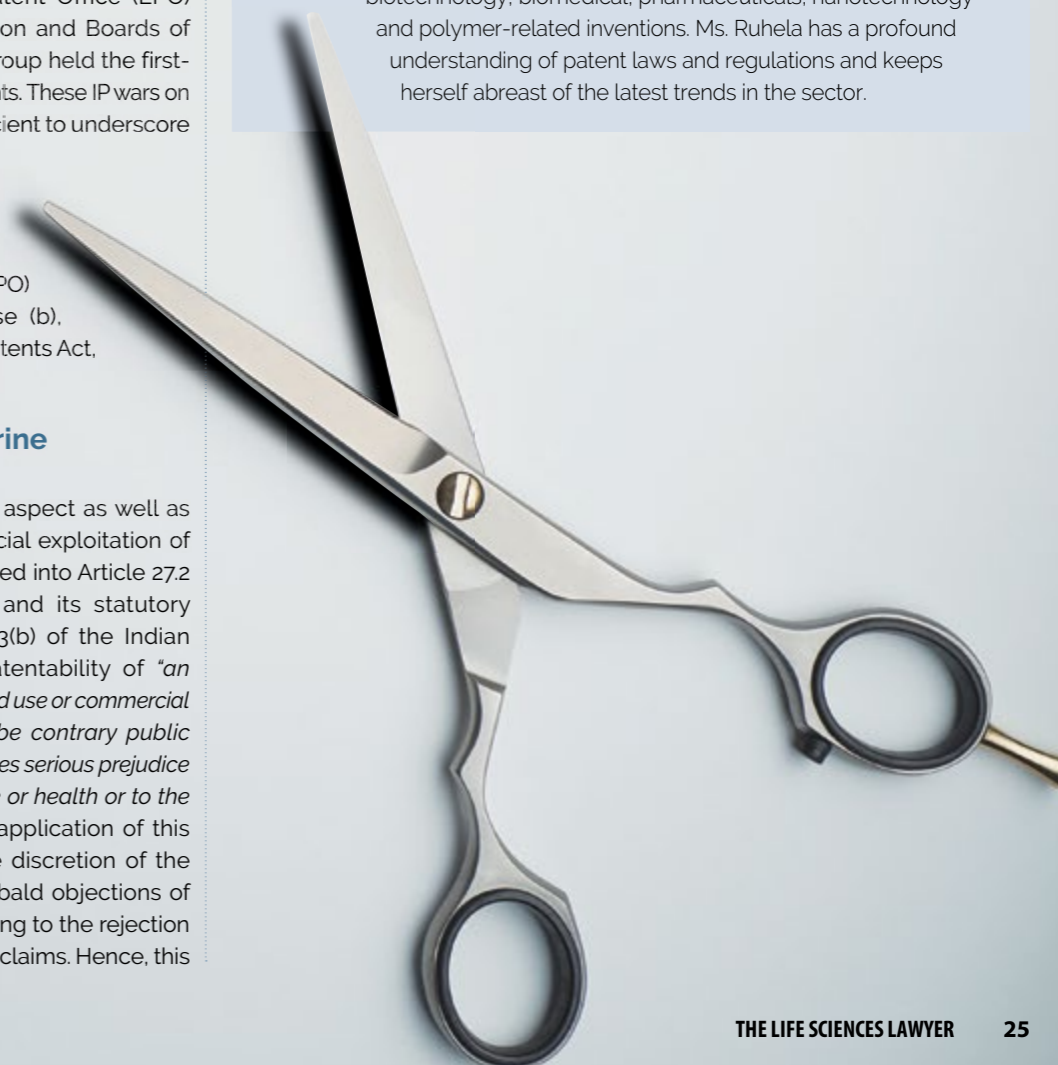 tent Office (EPO)
on and Boards of
roup held the first-
ts. These IP wars on
cient to underscore
PO)
se (b),
tents Act,
rine
aspect as well as
cial exploitation of
ed into Article 27.2
and its statutory
3(b) of the Indian
atentability of “an
d use or commercial
be contrary public
es serious prejudice
or health or to the
application of this
discretion of the
bald objections of
ng to the rejection
claims. Hence, this
biotechnology, biomedical, pharmaceuticals, nanotechnology
and polymer-related inventions. Ms. Ruhela has a profound
understanding of patent laws and regulations and keeps
herself abreast of the latest trends in the sector.
THE LIFE SCIENCES LAWYER 25